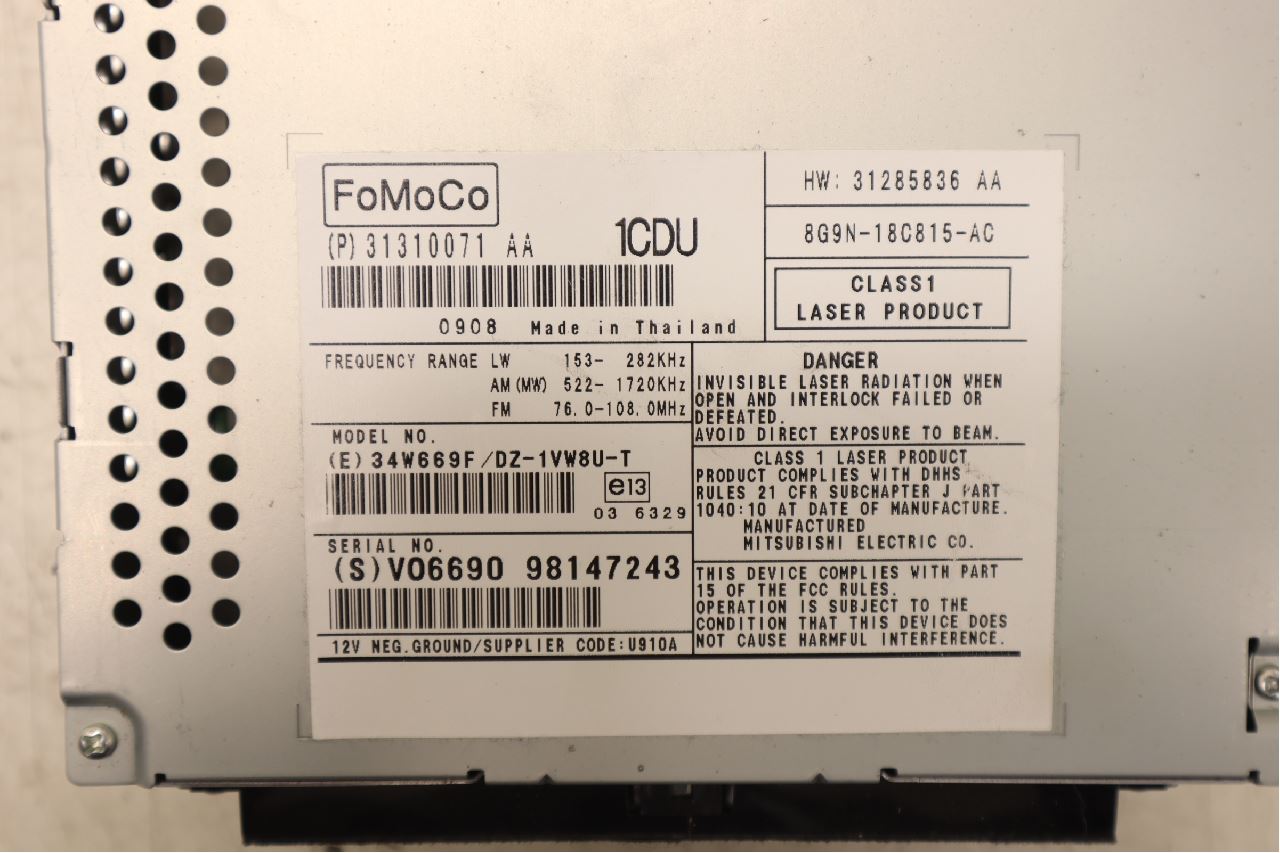 FoMoCo
(P) 31310071 AA 1CDU
0908 Made in Thailand
HW: 31285836 AA
8G9N-18C815-AC
CLASS1
LASER PRODUCT
FREQUENCY RANGE LW 153- 282KHz
AM(MW) 522- 1720KHz
FM 76.0-108.0MHz
MODEL NO.
(E) 34W669F/DZ-1VW8U-T
e13
03 6329
SERIAL NO.
(S)V06690 98147243
12V NEG.GROUND/SUPPLIER CODE:U910A
DANGER
INVISIBLE LASER RADIATION WHEN
OPEN AND INTERLOCK FAILED OR
DEFEATED.
AVOID DIRECT EXPOSURE TO BEAM.
CLASS 1 LASER PRODUCT
PRODUCT COMPLIES WITH DHHS
RULES 21 CFR SUBCHAPTER J PART
1040:10 AT DATE OF MANUFACTURE.
MANUFACTURED
MITSUBISHI ELECTRIC CO.
THIS DEVICE COMPLIES WITH PART
15 OF THE FCC RULES.
OPERATION IS SUBJECT TO THE
CONDITION THAT THIS DEVICE DOES
NOT CAUSE HARMFUL INTERFERENCE.